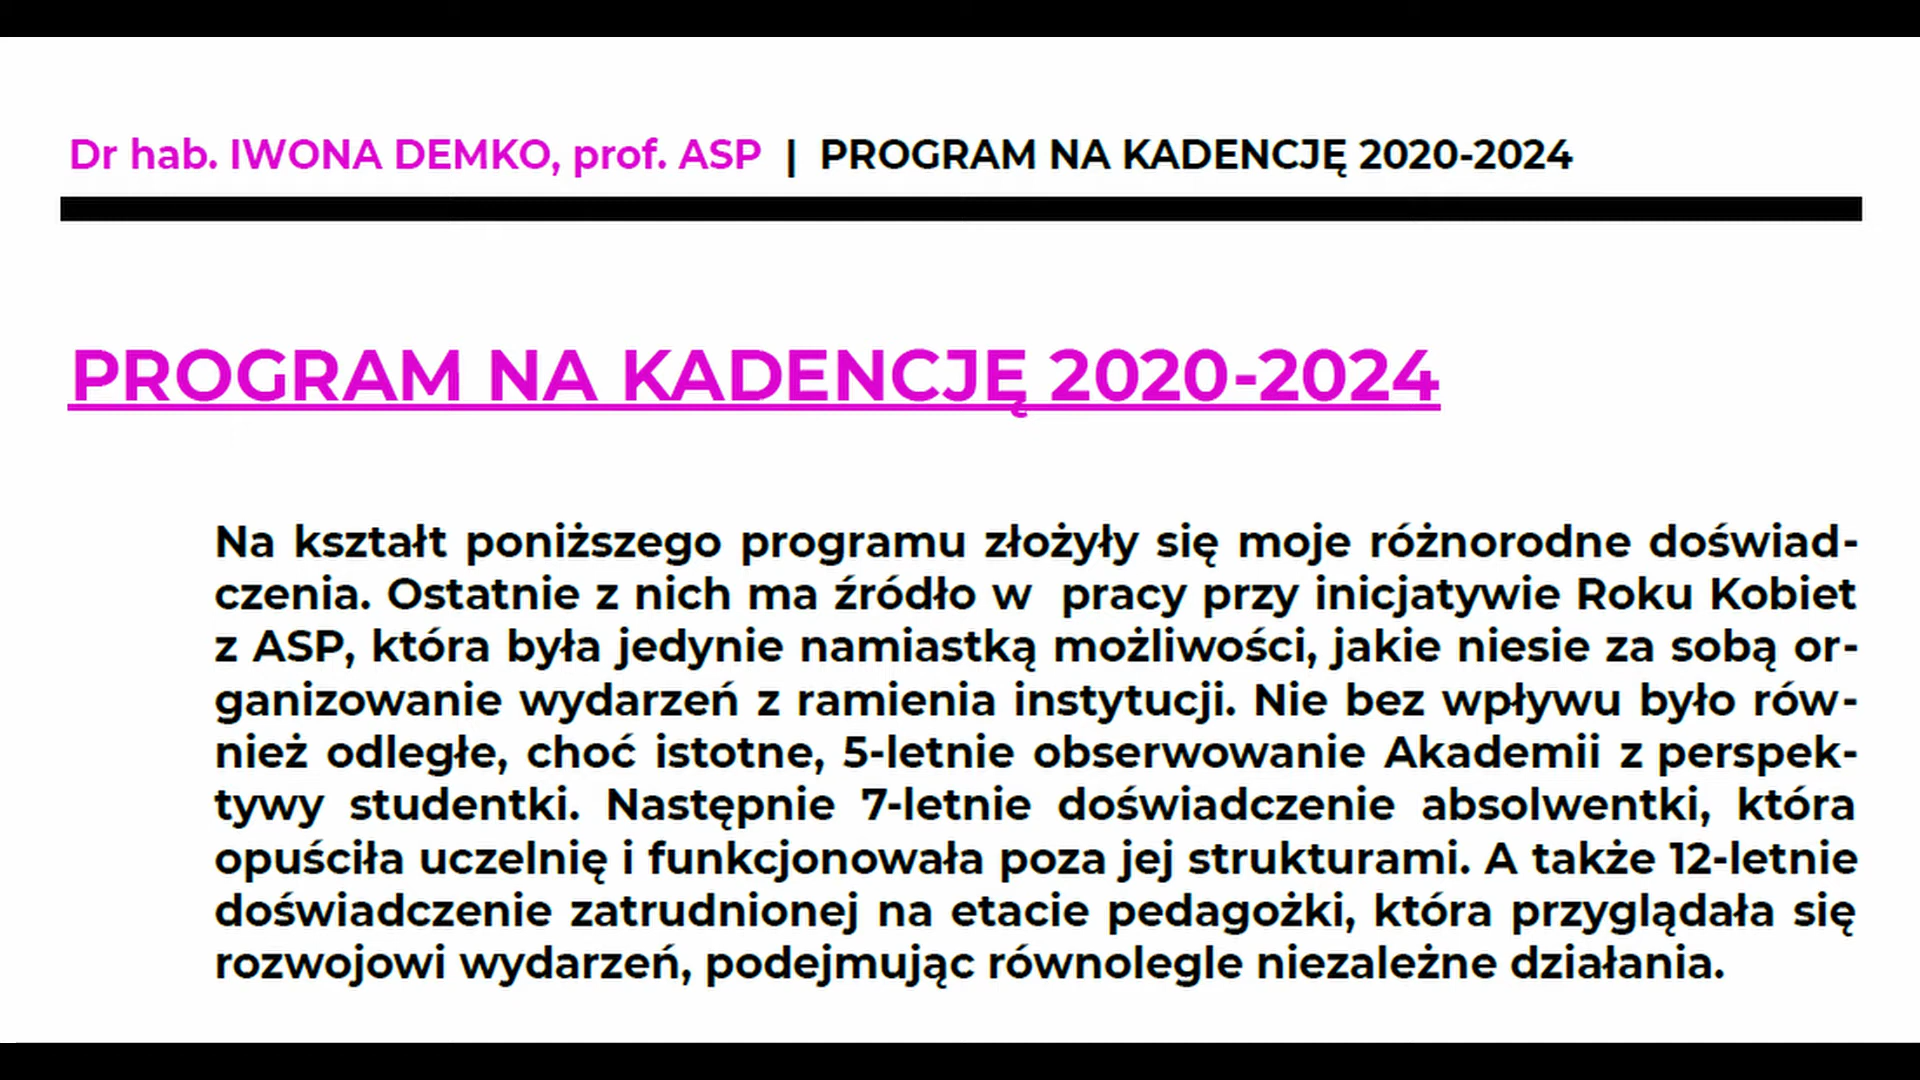 Dr hab. IWONA DEMKO, prof. ASP | PROGRAM NA KADENCJĘ 2020-2024
PROGRAM NA KADENCJĘ 2020-2024
Na kształt poniższego programu złożyły się moje różnorodne doświad-
czenia. Ostatnie z nich ma źródło w pracy przy inicjatywie Roku Kobiet
z ASP, która była jedynie namiastką możliwości, jakie niesie za sobą or-
ganizowanie wydarzeń z ramienia instytucji. Nie bez wpływu było rów-
nież odległe, choć istotne, 5-letnie obserwowanie Akademii z perspek-
tywy studentki. Następnie 7-letnie doświadczenie absolwentki, która
opuściła uczelnię i funkcjonowała poza jej strukturami. A także 12-letnie
doświadczenie zatrudnionej na etacie pedagożki, która przyglądała się
rozwojowi wydarzeń, podejmując równolegle niezależne działania.